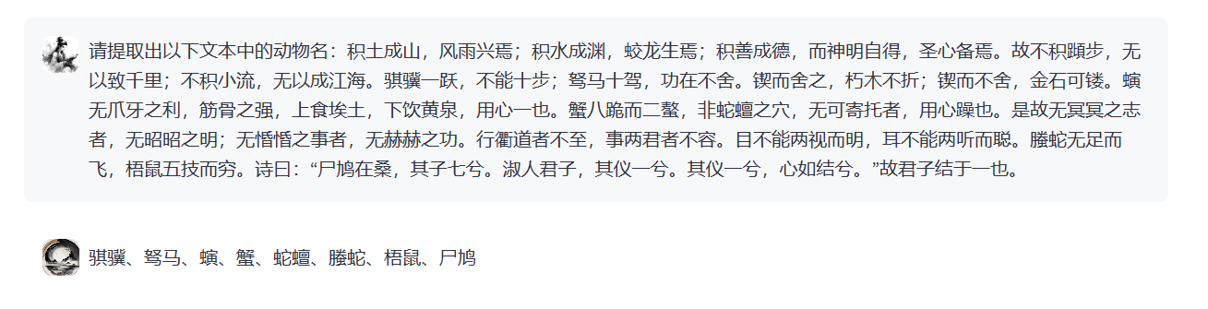 请提取出以下文本中的动物名：积土成山，风雨兴焉；积水成渊，蛟龙生焉；积善成德，而神明自得，圣心备焉。故不积蹞步，无
以致千里；不积小流，无以成江海。骐骥一跃，不能十步；驽马十驾，功在不舍。锲而舍之，朽木不折；锲而不舍，金石可镂。螾
无爪牙之利，筋骨之强，上食埃土，下饮黄泉，用心一也。蟹八跪而二螯，非蛇蟺之穴，无可寄托者，用心躁也。是故无冥冥之志
者，无昭昭之明；无惛惛之事者，无赫赫之功。行衢道者不至，事两君者不容。目不能两视而明，耳不能两听而聪。螣蛇无足而
飞，梧鼠五技而穷。诗曰：“尸鸠在桑，其子七兮。淑人君子，其仪一兮。其仪一兮，心如结兮。”故君子结于一也。
骐骥、驽马、螾、蟹、蛇蟺、螣蛇、梧鼠、尸鸠